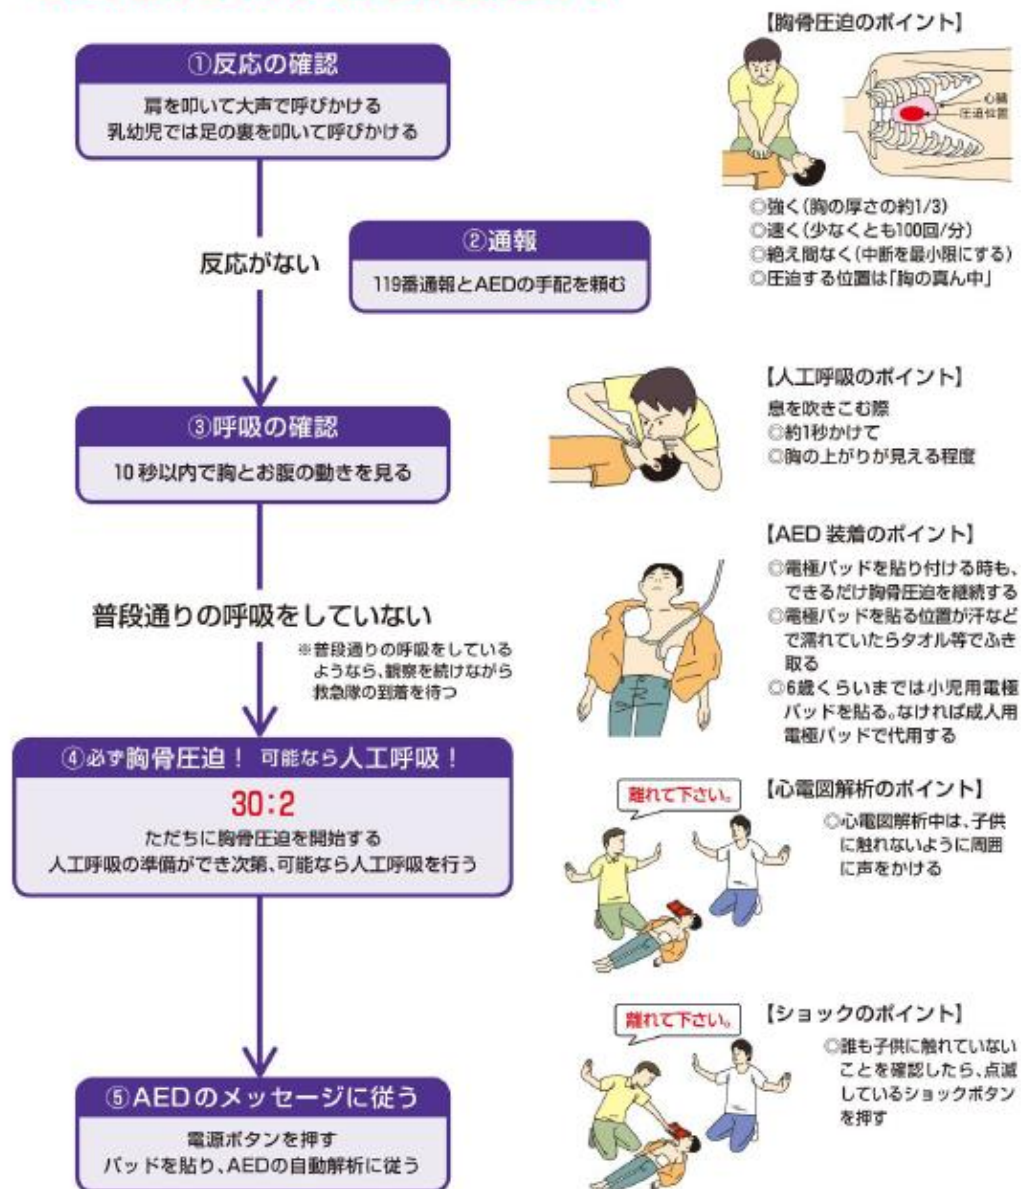 ①反応の確認
肩を叩いて大声で呼びかける
乳幼児では足の裏を叩いて呼びかける
反応がない
②通報
119番通報とAEDの手配を頼む
③呼吸の確認
10秒以内で胸とお腹の動きを見る
普段通りの呼吸をしていない
※普段通りの呼吸をしている
ようなら、観察を続けながら
救急隊の到着を待つ
④必ず胸骨圧迫！ 可能なら人工呼吸！
30：2
ただちに胸骨圧迫を開始する
人工呼吸の準備ができ次第、可能なら人工呼吸を行う
⑤AEDのメッセージに従う
電源ボタンを押す
パッドを貼り、AEDの自動解析に従う
【胸骨圧迫のポイント】
心臓
圧迫位置
◎強く（胸の厚さの約1/3）
◎速く（少なくとも100回/分）
◎絶え間なく（中断を最小限にする）
◎圧迫する位置は「胸の真ん中」
【人工呼吸のポイント】
息を吹きこむ際
◎約1秒かけて
◎胸の上がりが見える程度
【AED 装着のポイント】
◎電極パッドを貼り付ける時も、
できるだけ胸骨圧迫を継続する
◎電極パッドを貼る位置が汗など
で濡れていたらタオル等でふき
取る
◎6歳くらいまでは小児用電極
パッドを貼る。なければ成人用
電極パッドで代用する
離れて下さい。
【心電図解析のポイント】
◎心電図解析中は、子供
に触れないように周囲
に声をかける
離れて下さい。
【ショックのポイント】
◎誰も子供に触れていない
ことを確認したら、点滅
しているショックボタン
を押す